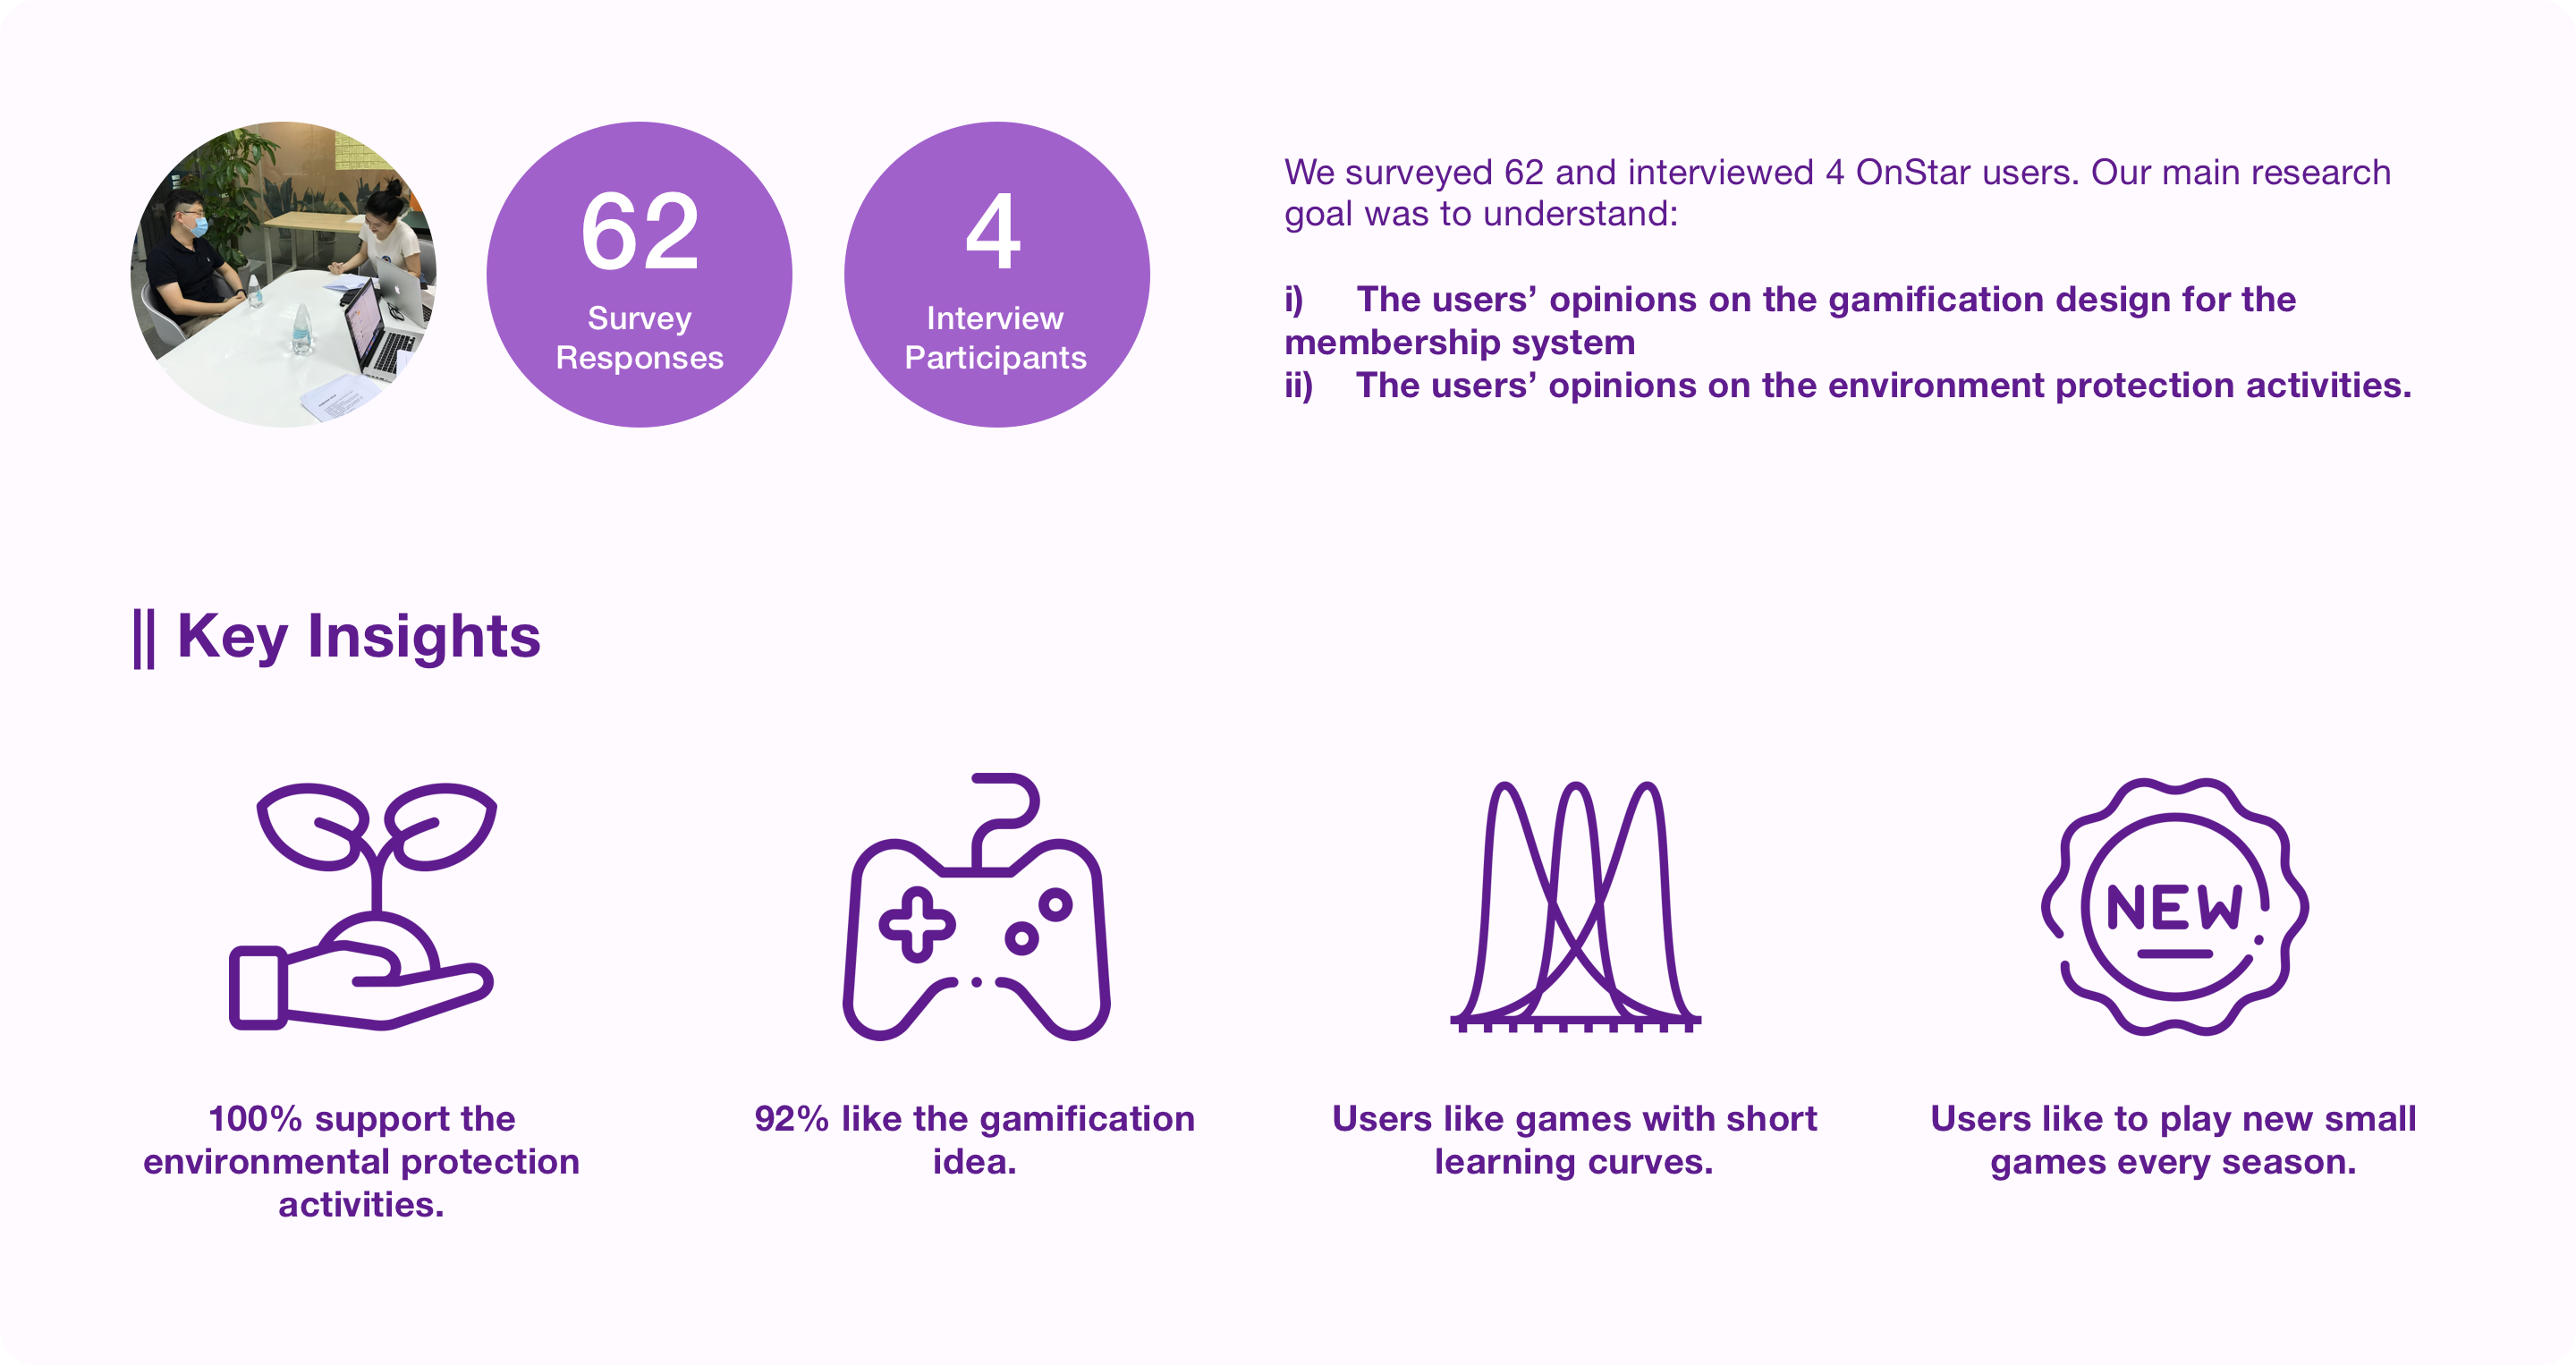 62
Survey
Responses
4
Interview
Participants
We surveyed 62 and interviewed 4 OnStar users. Our main research
goal was to understand:
i) The users’ opinions on the gamification design for the
membership system
ii) The users’ opinions on the environment protection activities.
|| Key Insights
100% support the
environmental protection
activities.
92% like the gamification
idea.
Users like games with short
learning curves.
NEW
Users like to play new small
games every season.